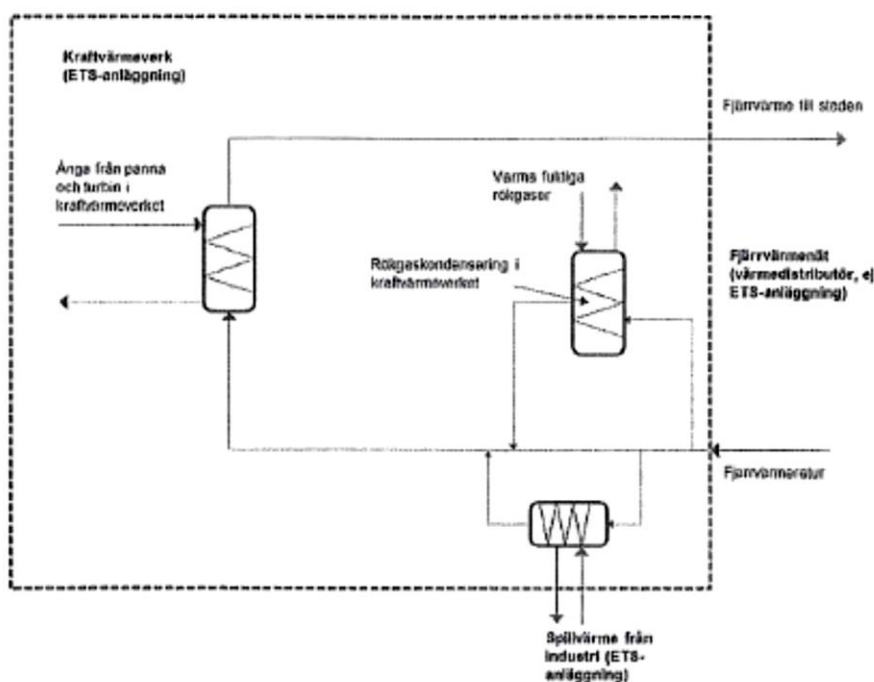 Kraftvärmeverk
(ETS-anläggning)
Fjärrvärme till staden
Ånga från panna
och turbin i
kraftvärmeverket
Varma fuktiga
rökgaser
Rökgaskondensering i
kraftvärmeverket
Fjärrvärmenät
(värmedistributör, ej
ETS-anläggning)
Fjärrvärmeretur
Spillvärme från
industri (ETS-
anläggning)